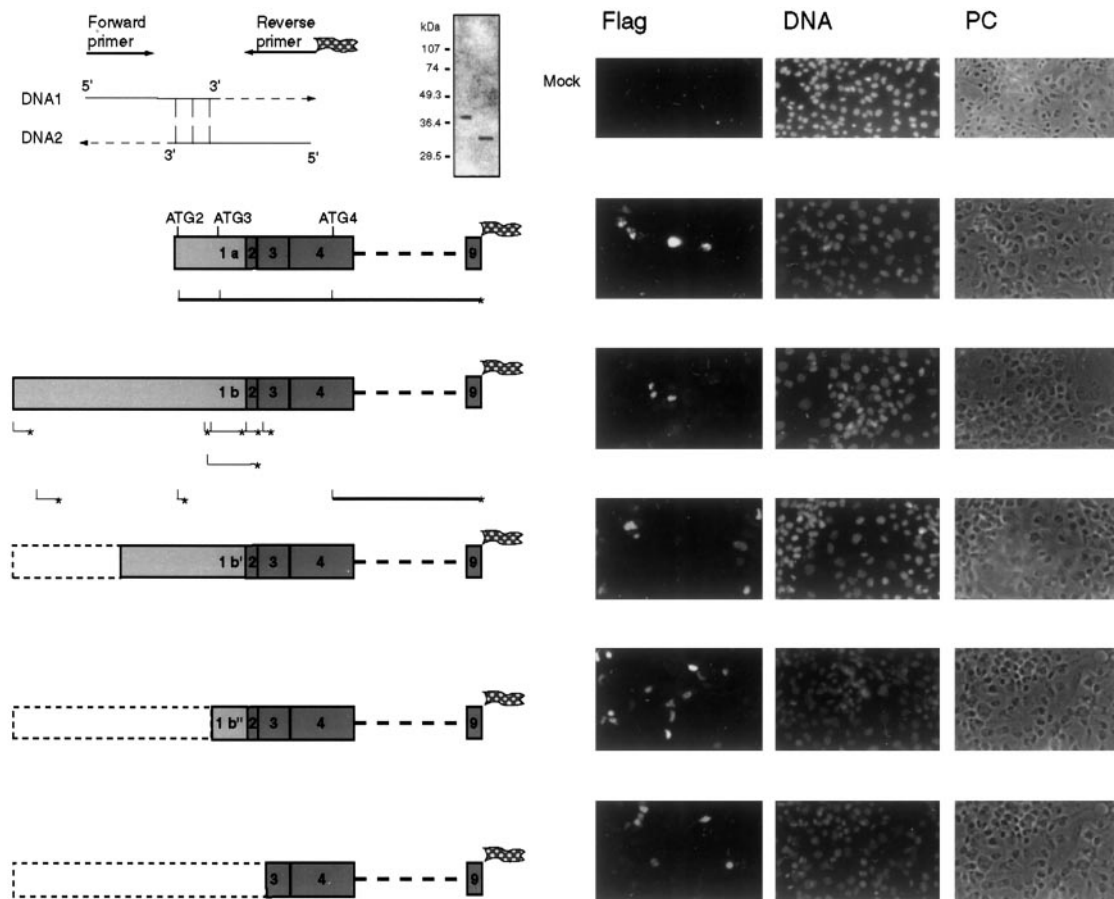 Forward primer
Reverse primer
5'
3'
DNA1
DNA2
3'
5'
kDa
107
74
49.3
36.4
28.5
Flag
DNA
PC
Mock
ATG2
ATG3
ATG4
1 a
2
3
4
9
1 b
2
3
4
9
1 b'
2
3
4
9
1 b"
2
3
4
9
3
4
9